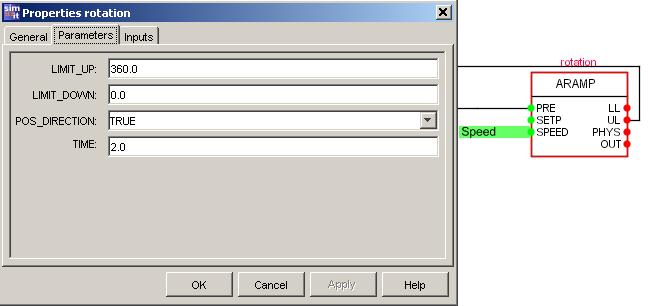 sim it Properties rotation
General Parameters Inputs
LIMIT_UP: 360.0
LIMIT_DOWN: 0.0
POS_DIRECTION: TRUE
TIME: 2.0
OK Cancel Apply Help
rotation
ARAMP
PRE LL
SETP UL
Speed SPEED PHYS
OUT